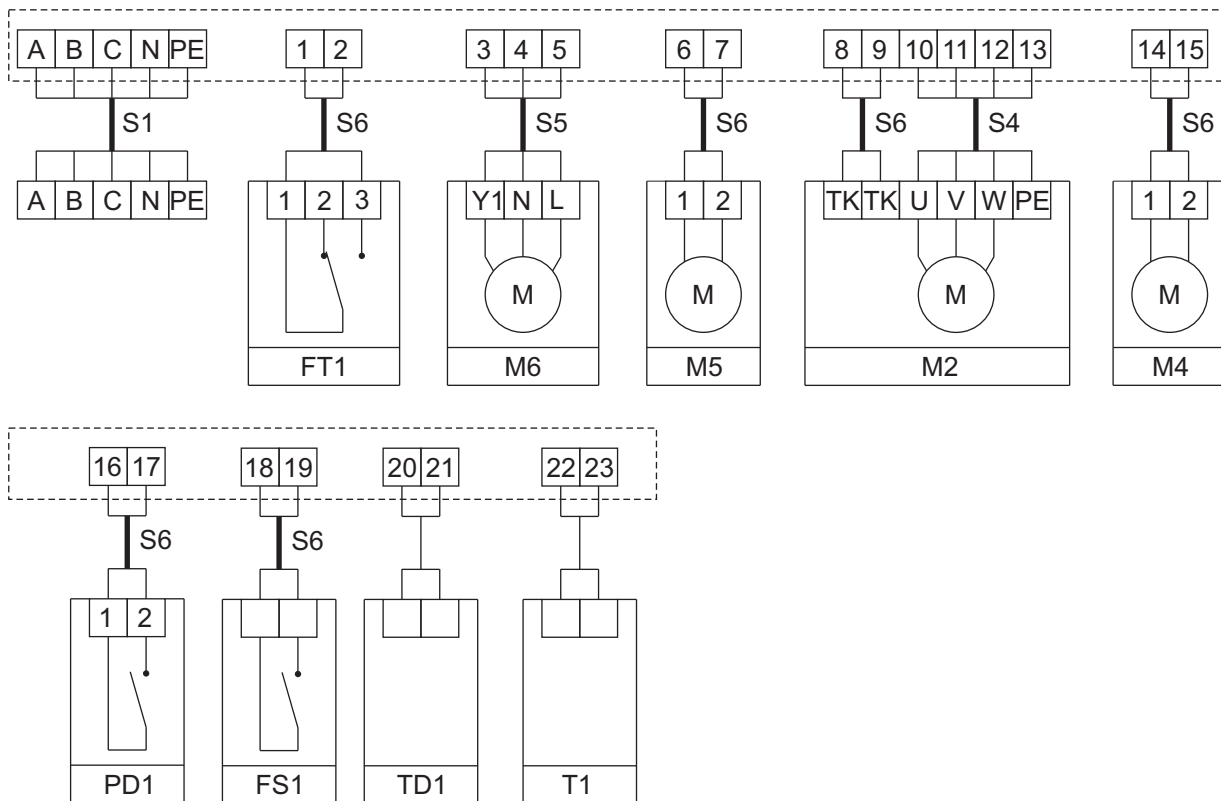 A B C N PE 1 2 3 4 5 6 7 8 9 10 11 12 13 14 15
S1 S6 S5 S6 S6 S4 S6
A B C N PE 1 2 3 Y1 N L 1 2 TK TK U V W PE 1 2
M M M M
FT1 M6 M5 M2 M4
16 17 18 19 20 21 22 23
S6 S6
1 2
PD1 FS1 TD1 T1